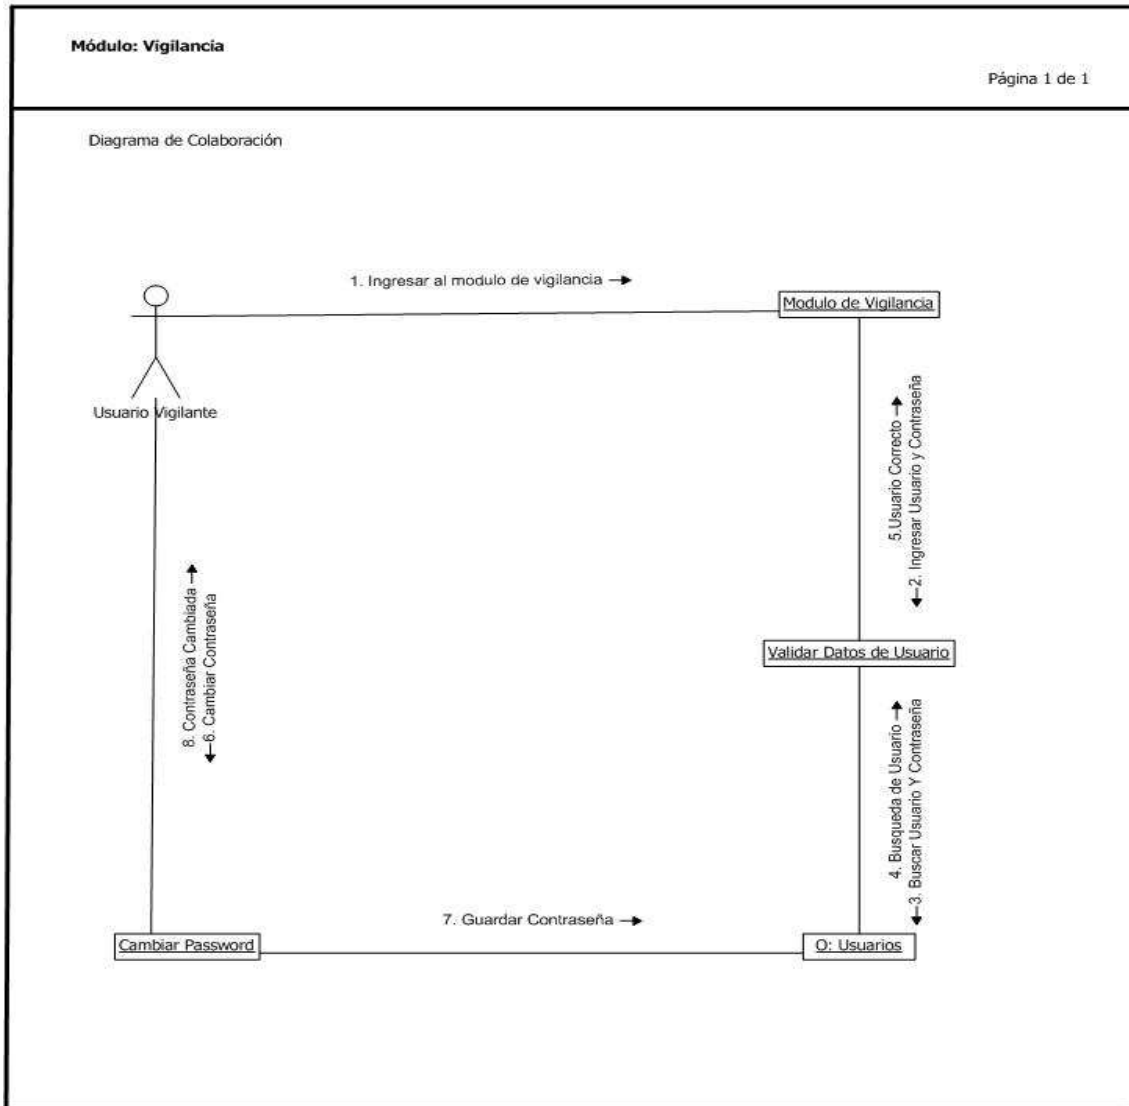 Módulo: Vigilancia
Página 1 de 1
Diagrama de Colaboración
1. Ingresar al modulo de vigilancia
Modulo de Vigilancia
Usuario Vigilante
5.Usuario Correcto
2. Ingresar Usuario y Contraseña
8. Contraseña Cambiada
6. Cambiar Contraseña
Validar Datos de Usuario
4. Busqueda de Usuario
3. Buscar Usuario Y Contraseña
7. Guardar Contraseña
Cambiar Password
O: Usuarios